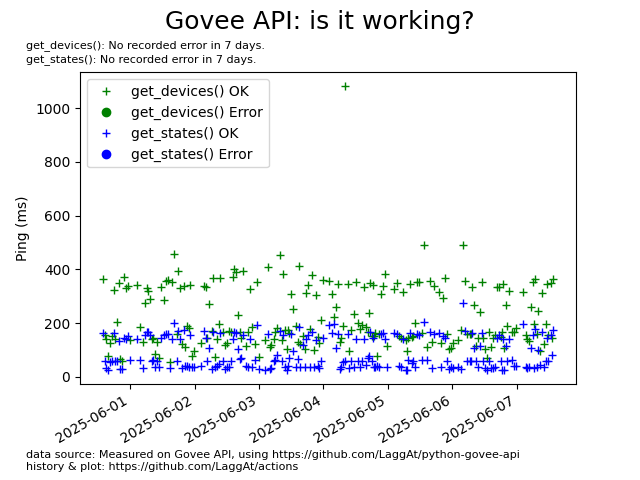 Govee API: is it working?
get_devices(): No recorded error in 7 days.
get_states(): No recorded error in 7 days.
get_devices() OK
get_devices() Error
get_states() OK
get_states() Error
Ping (ms)
1000
800
600
400
200
0
2025-06-01
2025-06-02
2025-06-03
2025-06-04
2025-06-05
2025-06-06
2025-06-07
data source: Measured on Govee API, using https://github.com/LaggAt/python-govee-api
history & plot: https://github.com/LaggAt/actions